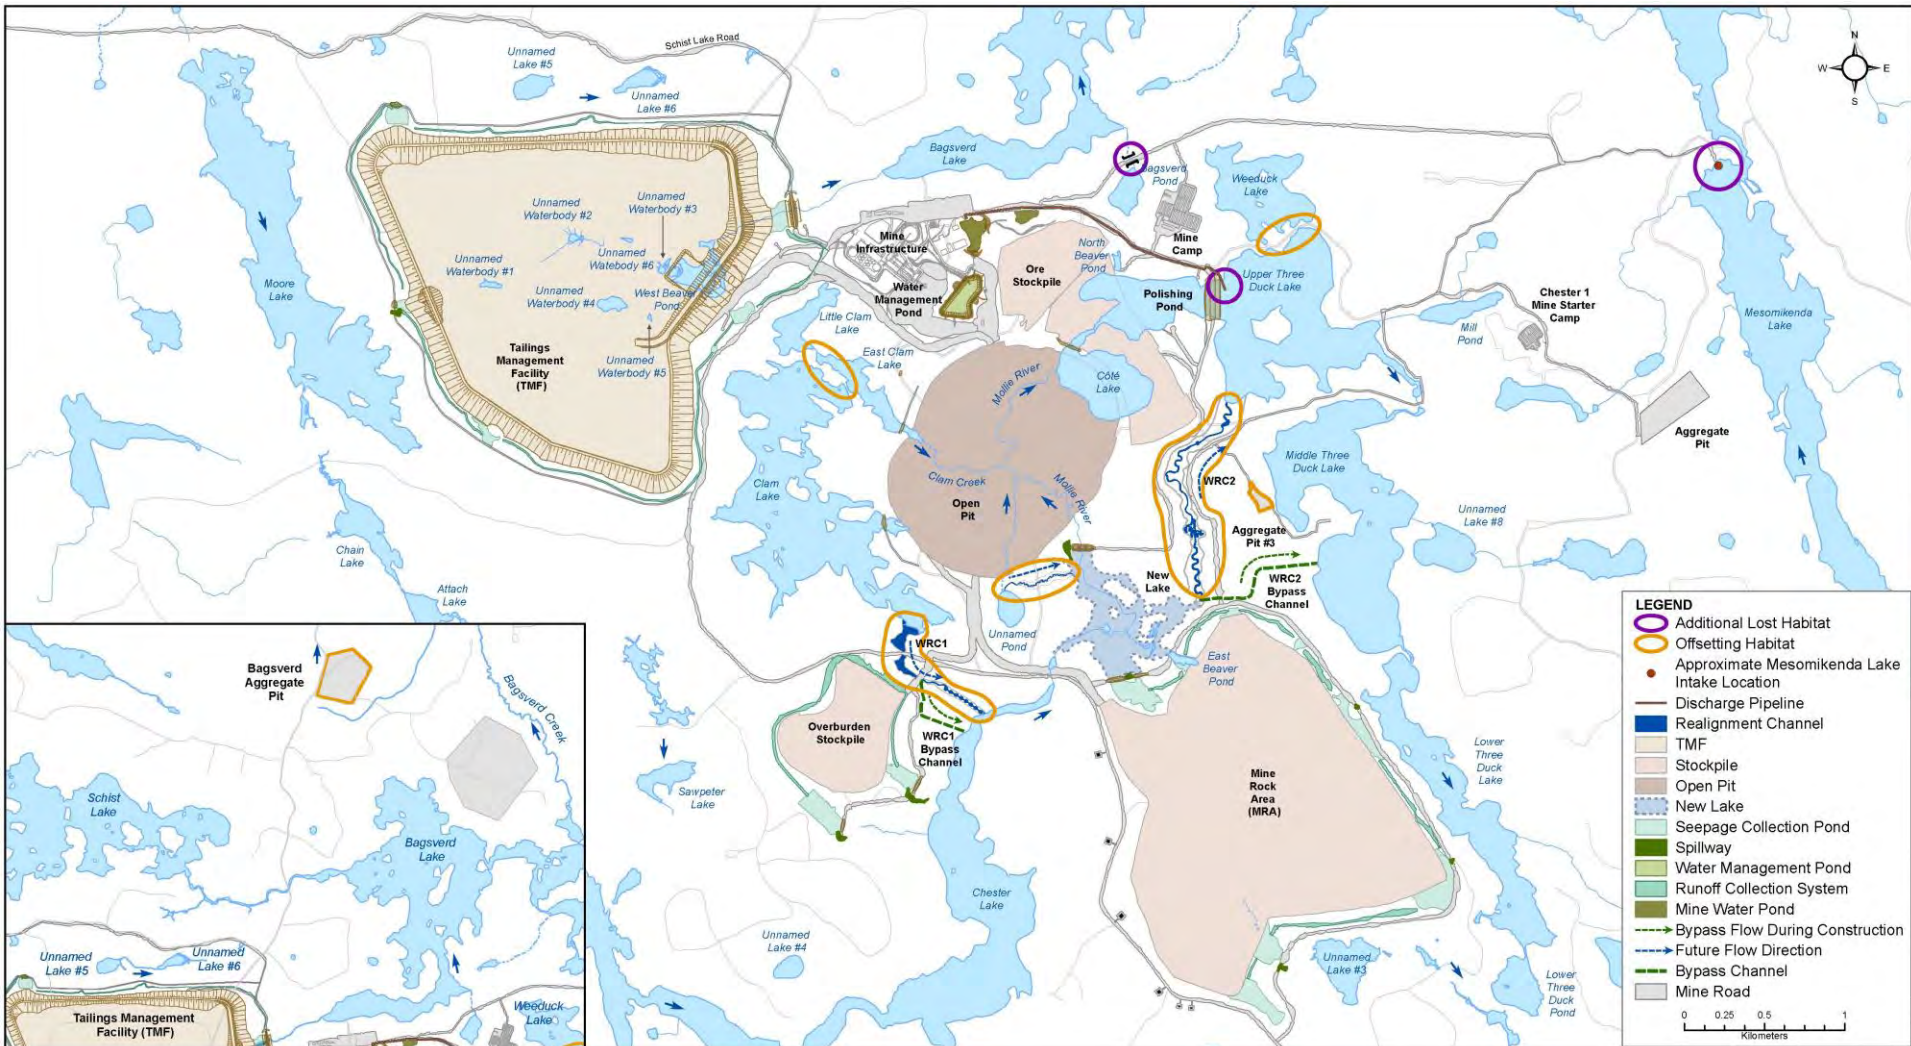 Schist Lake Road
Unnamed
Lake #5
Unnamed
Lake #6
N
W
E
S
Bagsverd
Lake
Bagsverd
Pond
Weeduck
Lake
Unnamed
Waterbody #2
Unnamed
Waterbody #3
Unnamed
Waterbody #1
Unnamed
Watebody #6
Unnamed
Waterbody #4
West Beaver
Pond
Unnamed
Waterbody #5
Tailings
Management
Facility
(TMF)
Moore
Lake
Mine
Infrastructure
Water
Management
Pond
Ore
Stockpile
North
Beaver
Pond
Mine
Camp
Polishing
Pond
Upper Three
Duck Lake
Little Clam
Lake
East Clam
Lake
Mollie River
Côté
Lake
Chester 1
Mine Starter
Camp
Mill
Pond
Mesomikenda
Lake
Aggregate
Pit
Clam
Lake
Clam Creek
Open
Pit
Mollie River
WRC2
Middle Three
Duck Lake
Aggregate
Pit #3
Unnamed
Lake #8
Chain
Lake
Attach
Lake
New
Lake
WRC2
Bypass
Channel
Unnamed
Pond
WRC1
East
Beaver
Pond
Overburden
Stockpile
WRC1
Bypass
Channel
Sawpeter
Lake
Mine
Rock
Area
(MRA)
Lower
Three
Duck
Lake
Chester
Lake
Unnamed
Lake #4
Unnamed
Lake #3
Lower
Three
Duck
Pond
Bagsverd
Aggregate
Pit
Bagsverd Creek
Schist
Lake
Bagsverd
Lake
Unnamed
Lake #5
Unnamed
Lake #6
Tailings Management
Facility (TMF)
Weeduck
Lake
LEGEND
Additional Lost Habitat
Offsetting Habitat
Approximate Mesomikenda Lake
Intake Location
Discharge Pipeline
Realignment Channel
TMF
Stockpile
Open Pit
New Lake
Seepage Collection Pond
Spillway
Water Management Pond
Runoff Collection System
Mine Water Pond
Bypass Flow During Construction
Future Flow Direction
Bypass Channel
Mine Road
0 0.25 0.5 1
Kilometers